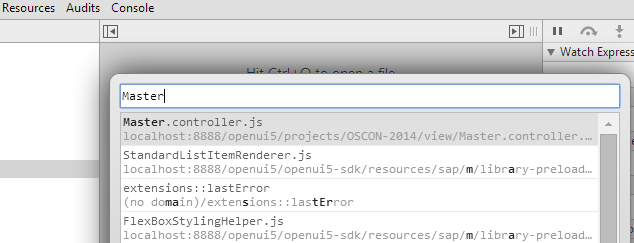 Resources Audits Console
Watch Express
Hit Ctrl+O to open a file
Master
Master.controller.js
localhost:8888/openui5/projects/OSCON-2014/view/Master.controller.…
StandardListItemRenderer.js
localhost:8888/openui5/openui5-sdk/resources/sap/m/library-preload…
extensions::lastError
(no domain)/extensions::lastError
FlexBoxStylingHelper.js
localhost:8888/openui5/openui5-sdk/resources/sap/m/library-preload…